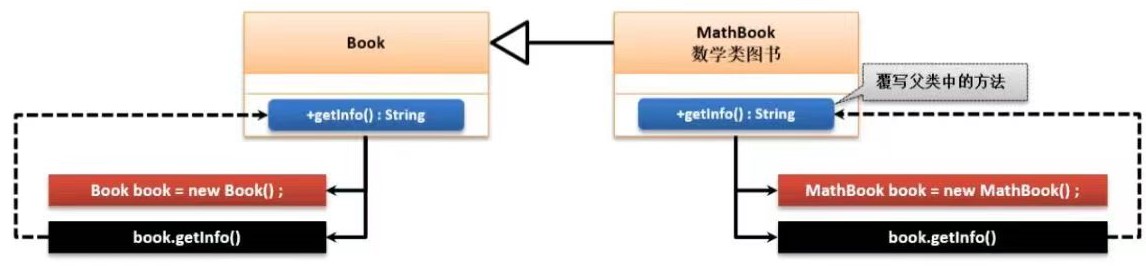 Book
MathBook
数学类图书
覆写父类中的方法
+getInfo() : String
+getInfo() : String
Book book = new Book() ;
MathBook book = new MathBook() ;
book.getInfo()
book.getInfo()